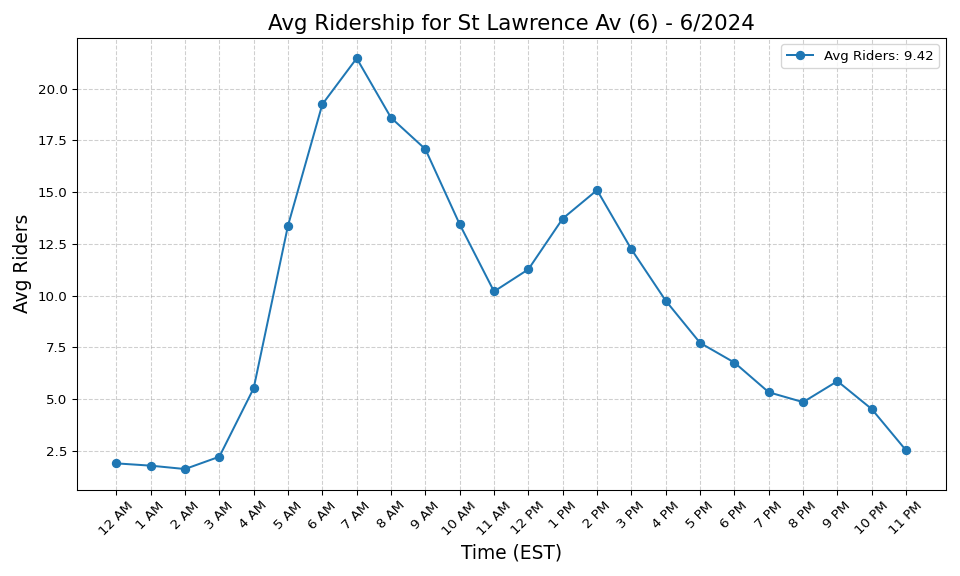 Avg Ridership for St Lawrence Av (6) - 6/2024
Avg Riders: 9.42
Avg Riders
20.0
17.5
15.0
12.5
10.0
7.5
5.0
2.5
12 AM
1 AM
2 AM
3 AM
4 AM
5 AM
6 AM
7 AM
8 AM
9 AM
10 AM
11 AM
12 PM
1 PM
2 PM
3 PM
4 PM
5 PM
6 PM
7 PM
8 PM
9 PM
10 PM
11 PM
Time (EST)